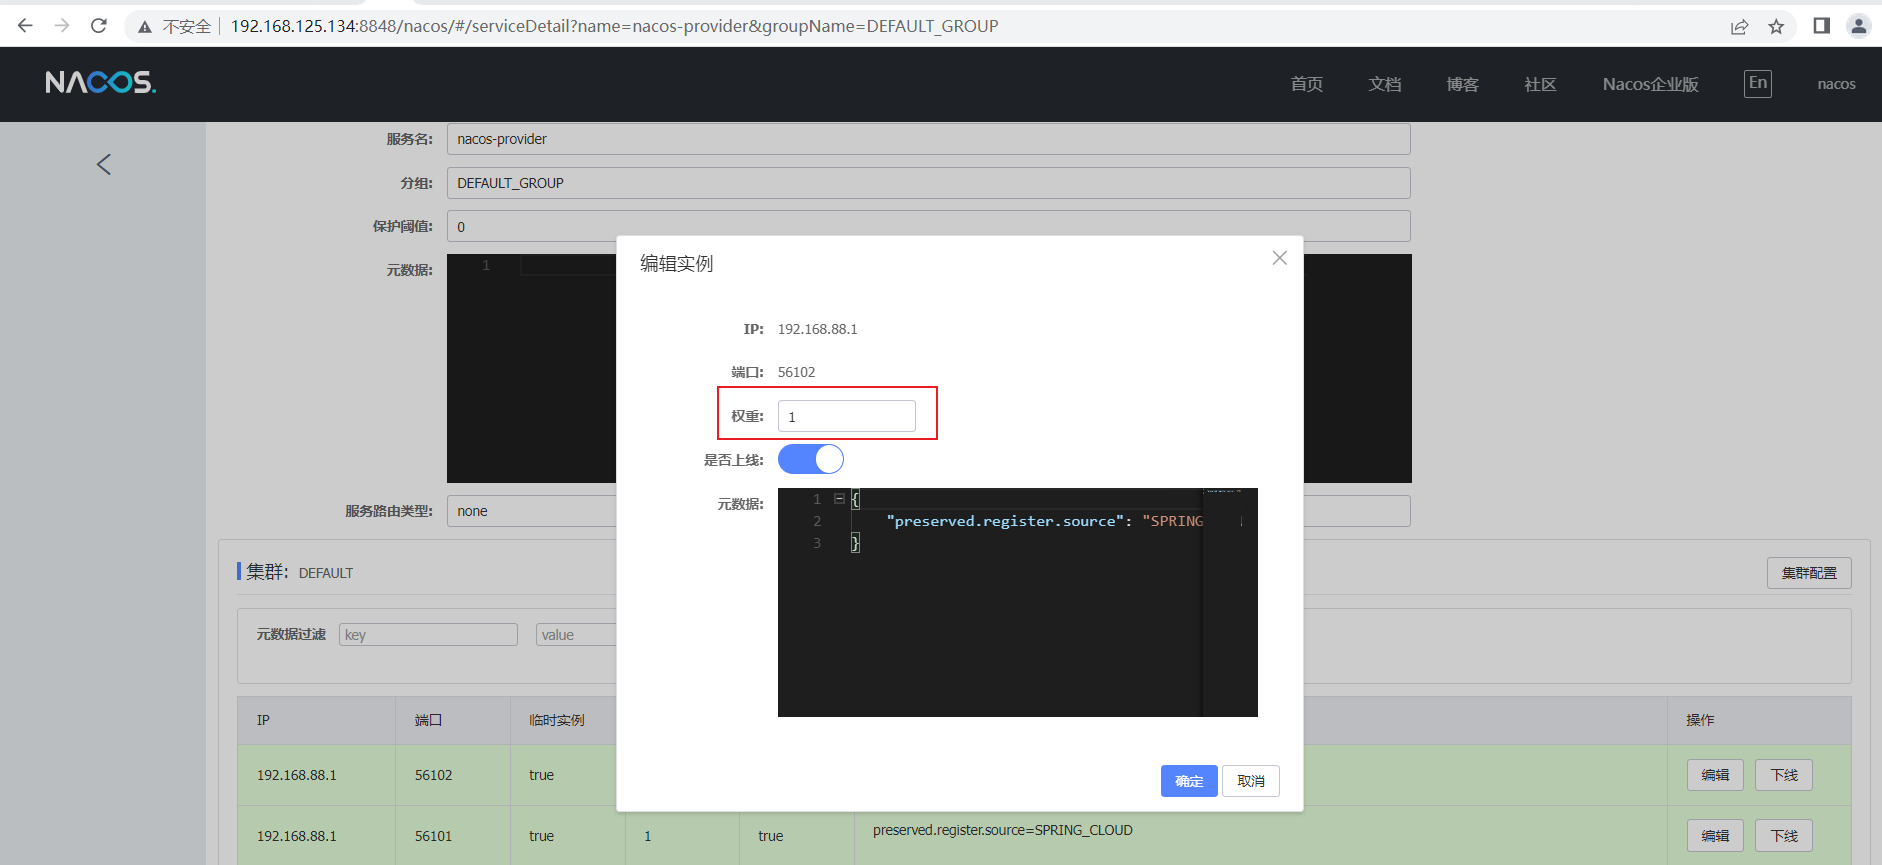 不安全 192.168.125.134:8848/nacos/#/serviceDetail?name=nacos-provider&groupName=DEFAULT_GROUP
NACOS. 首页 文档 博客 社区 Nacos企业版 En nacos
服务名: nacos-provider
分组: DEFAULT_GROUP
保护阈值: 0
元数据: 1
编辑实例
IP: 192.168.88.1
端口: 56102
权重: 1
是否上线:
元数据:
1 {
2 "preserved.register.source": "SPRING
3 }
确定 取消
服务路由类型: none
集群: DEFAULT 集群配置
元数据过滤 key value
IP 端口 临时实例 操作
192.168.88.1 56102 true 编辑 下线
192.168.88.1 56101 true 1 true preserved.register.source=SPRING_CLOUD 编辑 下线